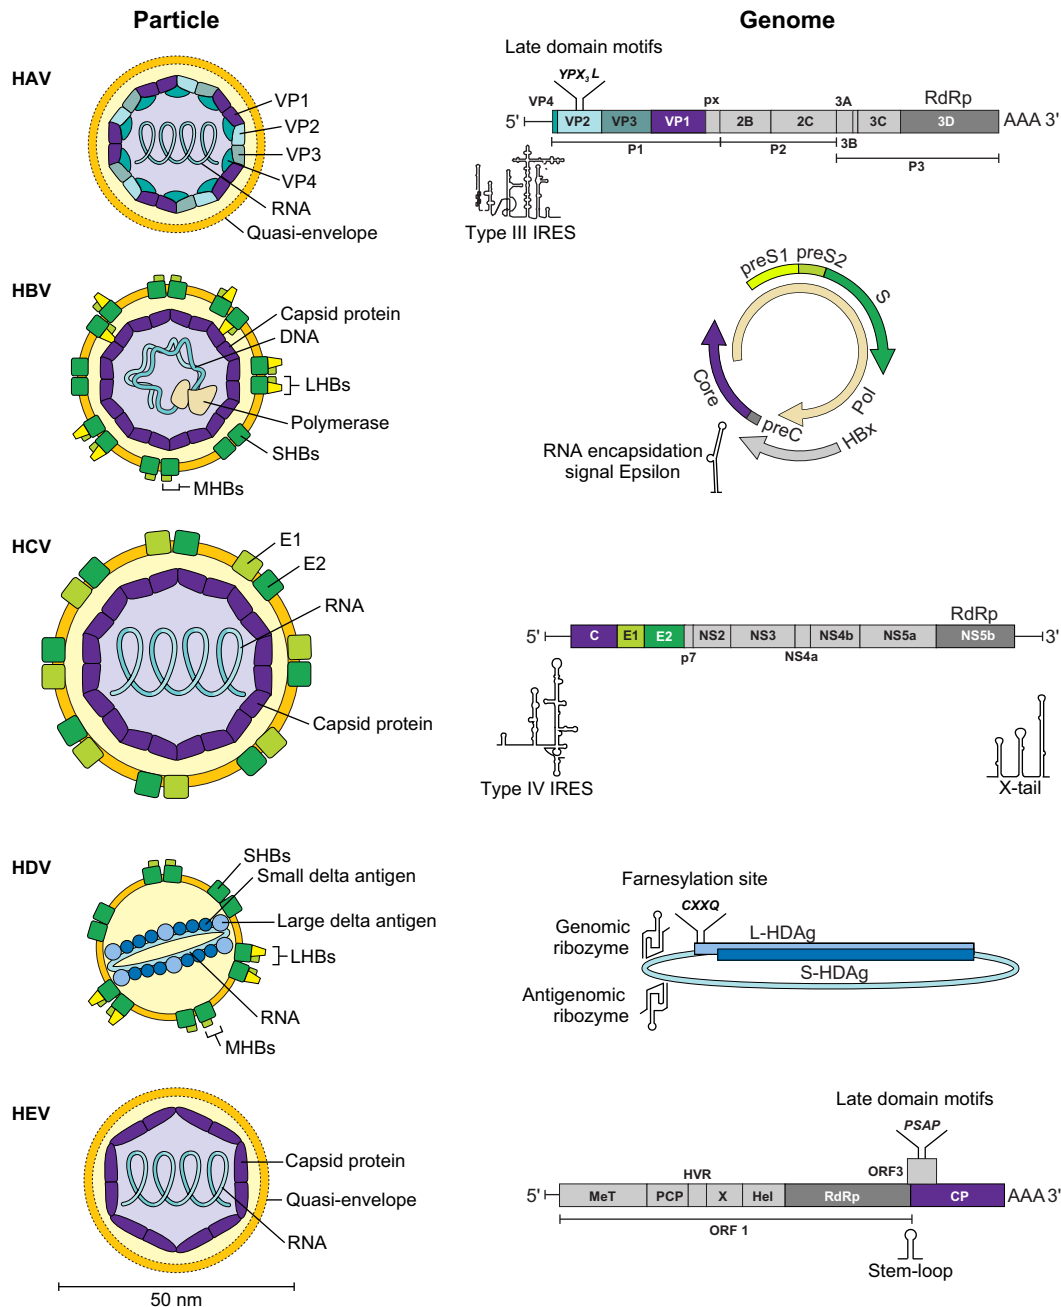 Particle
Genome
HAV
VP1
VP2
VP3
VP4
RNA
Quasi-envelope
Late domain motifs
YPX₃L
VP4
px
3A
RdRp
5'
VP2
VP3
VP1
2B
2C
3C
3D
AAA 3'
P1
P2
3B
P3
Type III IRES
HBV
Capsid protein
DNA
LHBs
Polymerase
SHBs
MHBs
preS1
preS2
S
Core
Pol
preC
HBx
RNA encapsidation
signal Epsilon
HCV
E1
E2
RNA
Capsid protein
RdRp
5'
C
E1
E2
NS2
NS3
NS4b
NS5a
NS5b
3'
p7
NS4a
Type IV IRES
X-tail
HDV
SHBs
Small delta antigen
Large delta antigen
LHBs
RNA
MHBs
Farnesylation site
CXXQ
Genomic
ribozyme
L-HDAg
S-HDAg
Antigenomic
ribozyme
HEV
Capsid protein
Quasi-envelope
RNA
50 nm
Late domain motifs
PSAP
HVR
ORF3
5'
MeT
PCP
X
Hel
RdRp
CP
AAA 3'
ORF 1
Stem-loop